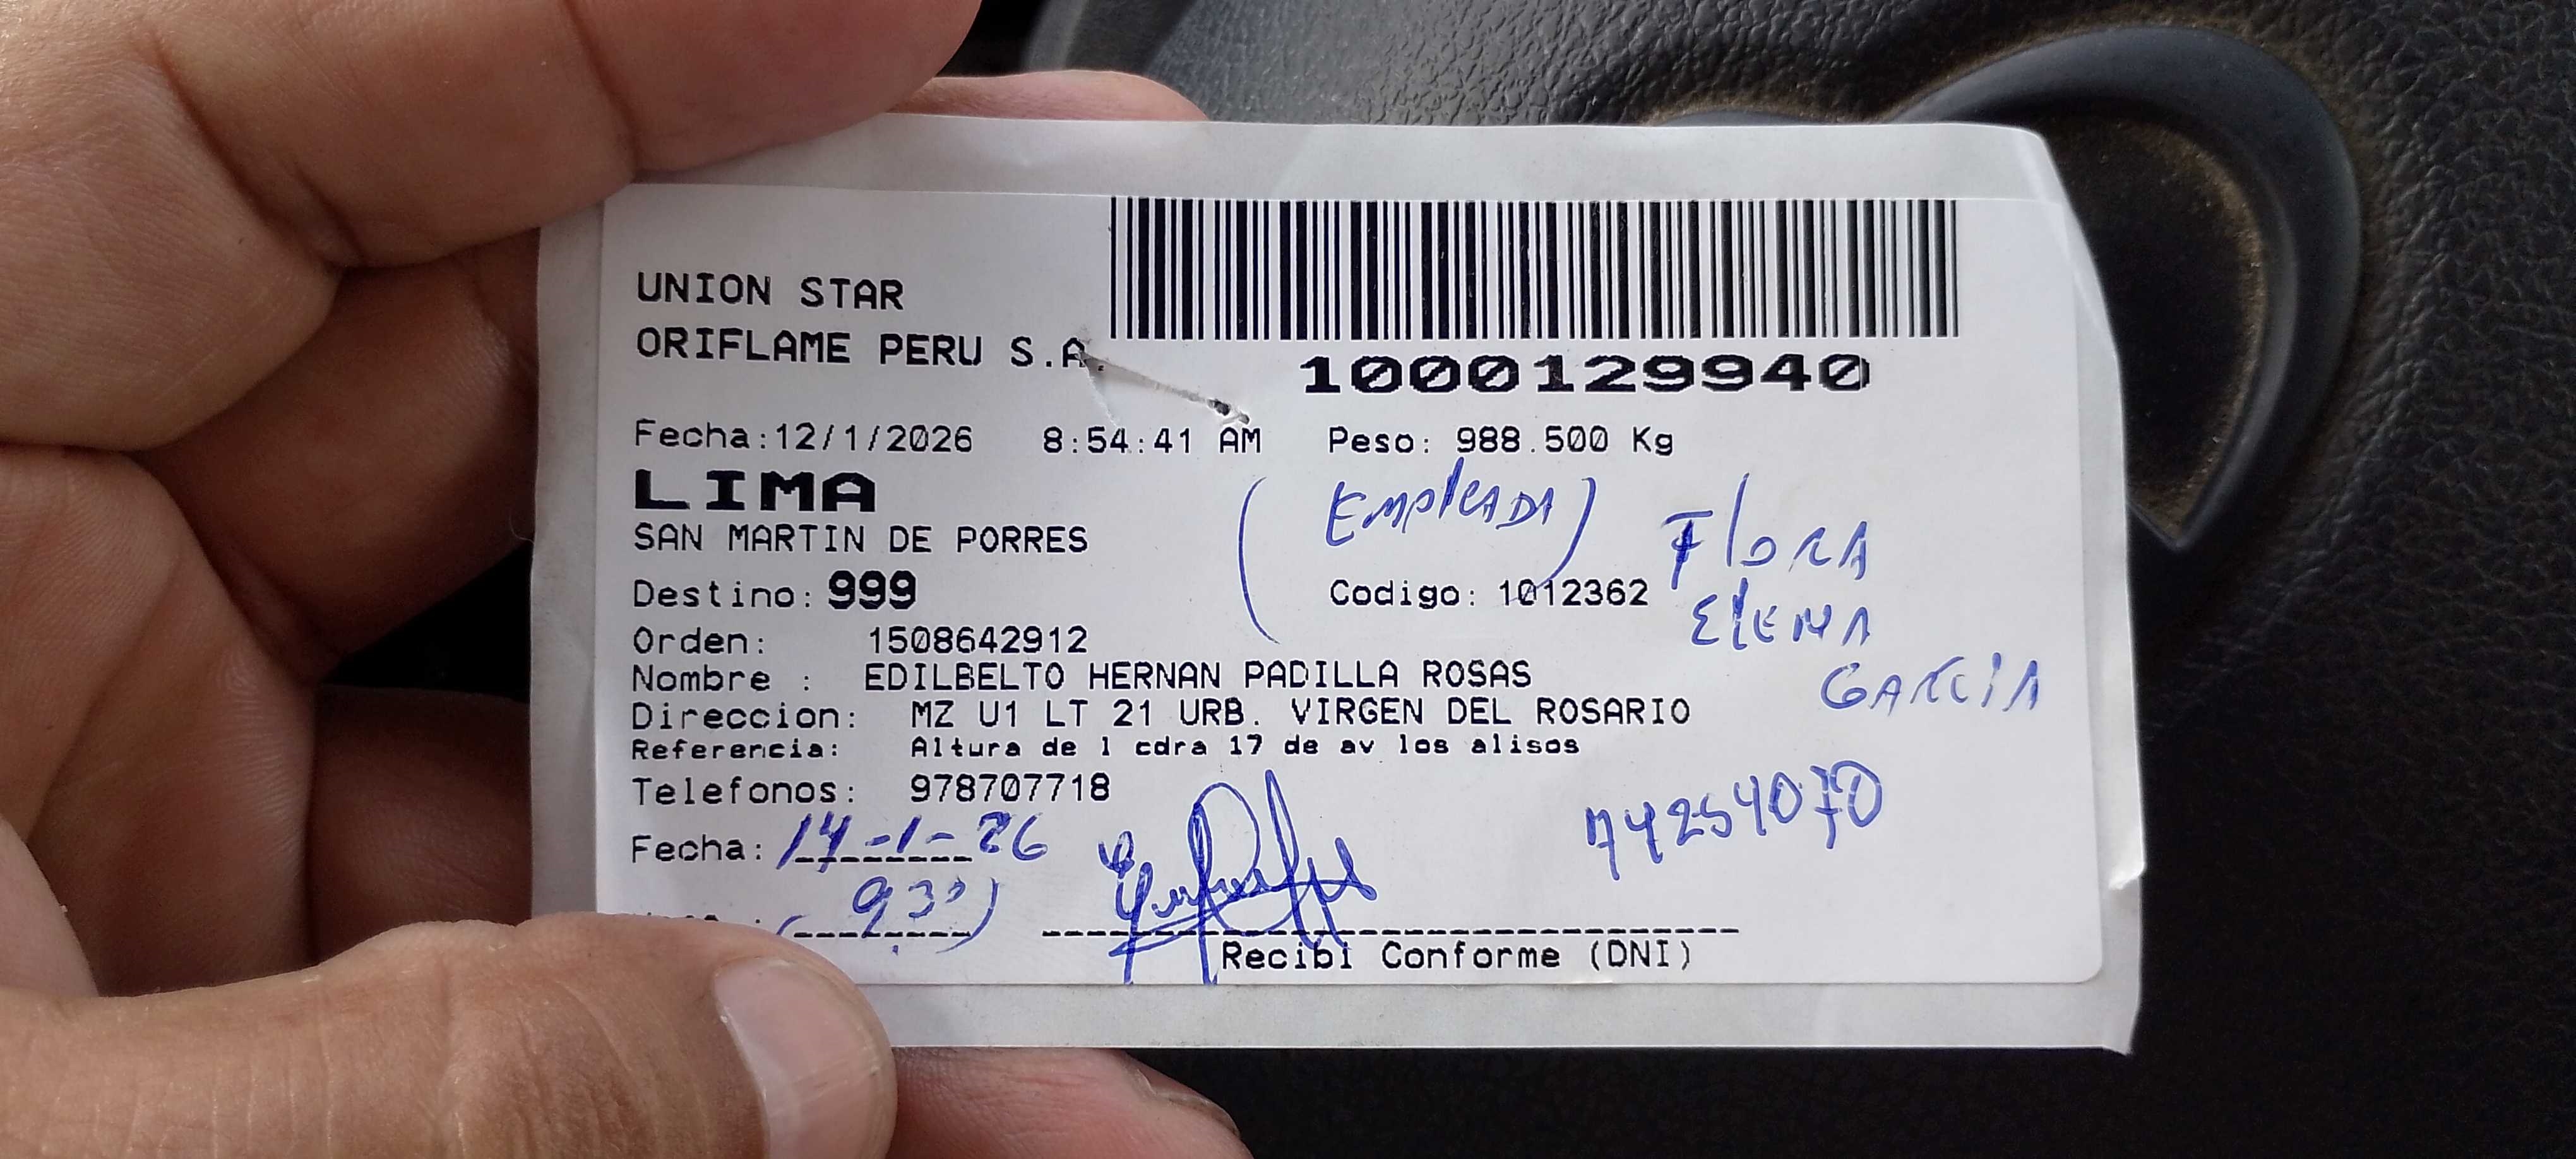 UNION STAR
ORIFLAME PERU S.A.
1000129940
Fecha:12/1/2026 8:54:41 AM Peso: 988.500 Kg
LIMA
(EMPLEADA)
SAN MARTIN DE PORRES
FLORA
Destino: 999 Codigo: 1012362
ELENA
Orden: 1508642912
GARCIA
Nombre : EDILBELTO HERNAN PADILLA ROSAS
Direccion: MZ U1 LT 21 URB. VIRGEN DEL ROSARIO
Referencia: Altura de l cdra 17 de av los alisos
Telefonos: 978707718
74254070
Fecha: 14-1-26
Recibi Conforme (DNI)